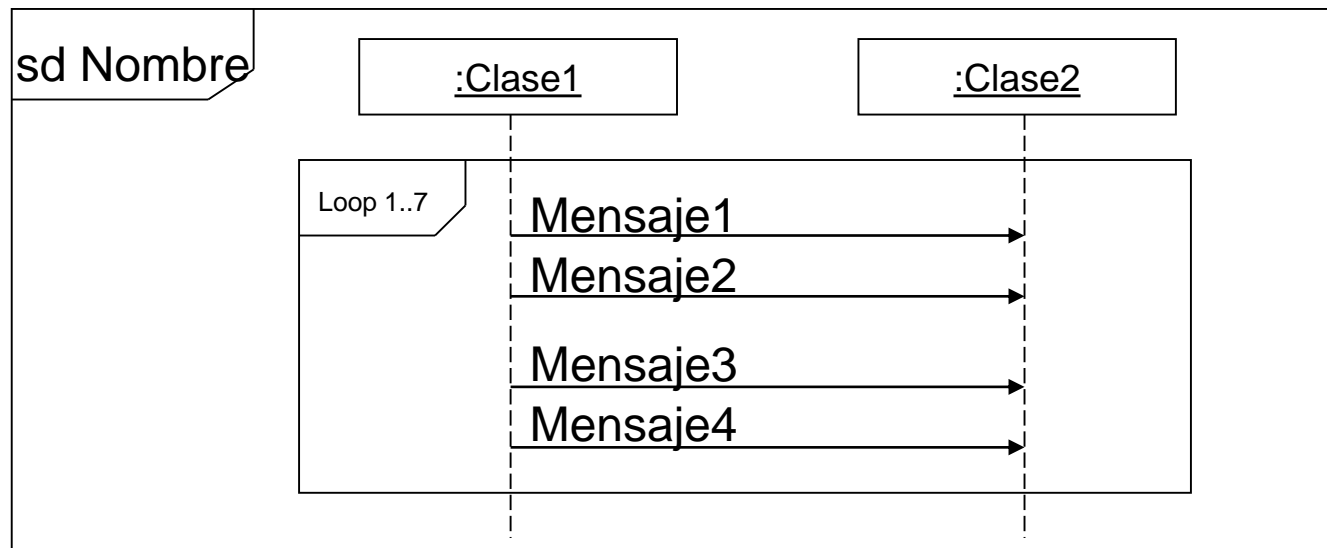 sd Nombre
:Clase1
:Clase2
Loop 1..7
Mensaje1
Mensaje2
Mensaje3
Mensaje4